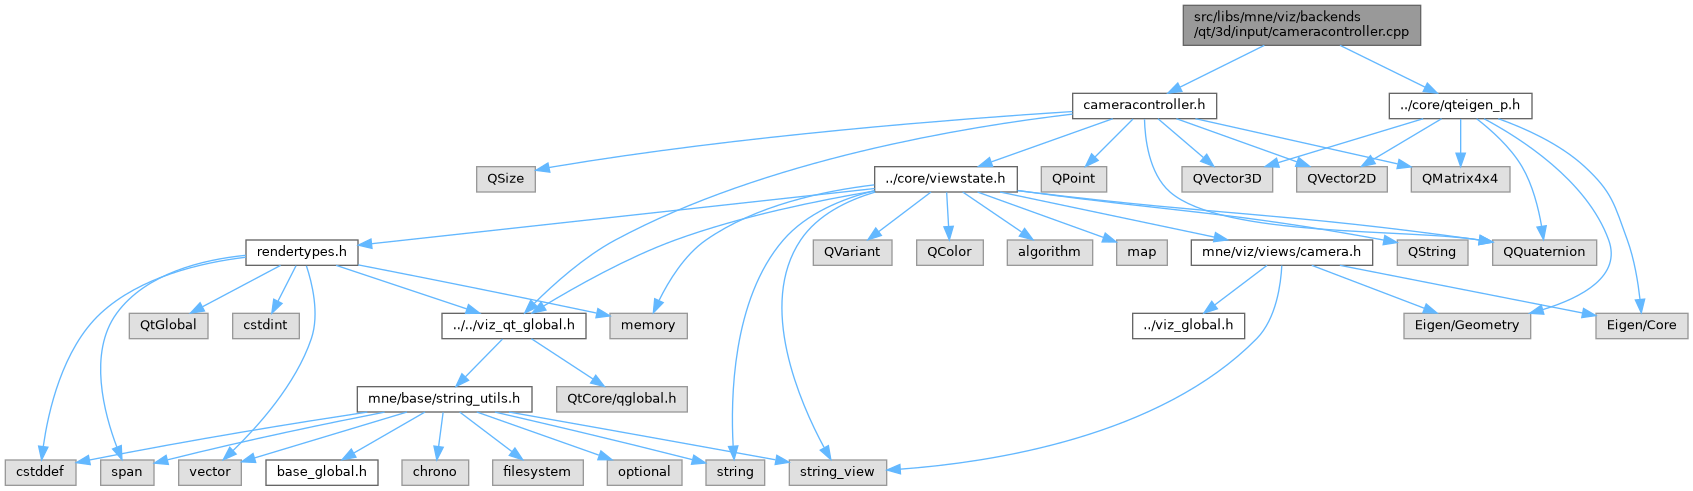 src/libs/mne/viz/backends
/qt/3d/input/cameracontroller.cpp
cameracontroller.h
../core/qteigen_p.h
QSize
../core/viewstate.h
QPoint
QVector3D
QVector2D
QMatrix4x4
rendertypes.h
QVariant
QColor
algorithm
map
mne/viz/views/camera.h
QString
QQuaternion
QtGlobal
cstdint
../../viz_qt_global.h
memory
../viz_global.h
Eigen/Geometry
Eigen/Core
mne/base/string_utils.h
QtCore/qglobal.h
cstddef
span
vector
base_global.h
chrono
filesystem
optional
string
string_view